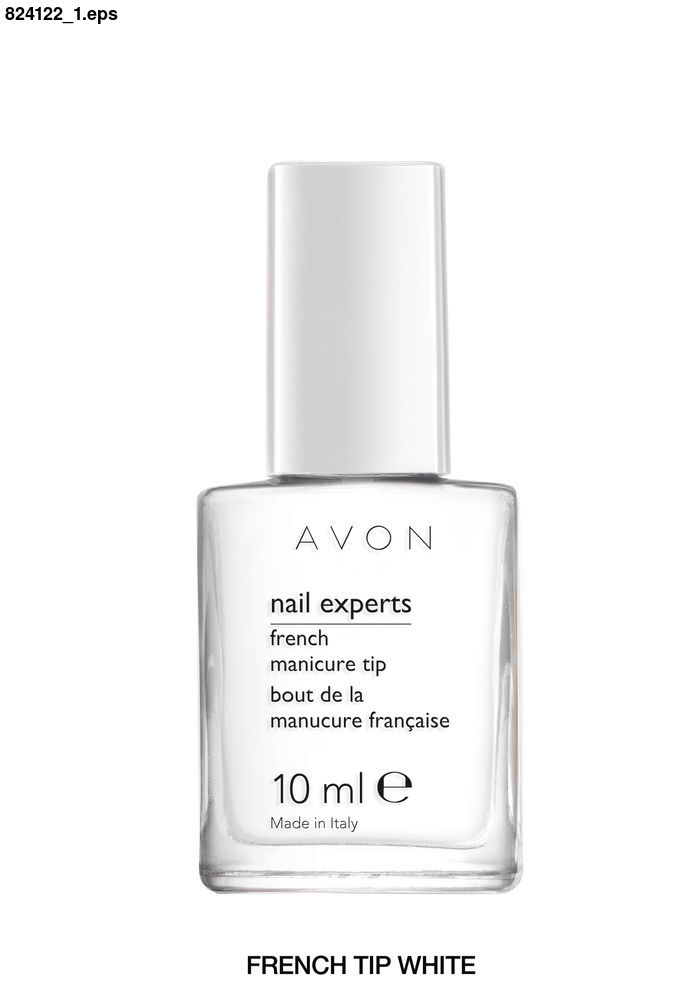 824122_1.eps
AVON
nail experts
french
manicure tip
bout de la
manucure française
10 ml ℮
Made in Italy
FRENCH TIP WHITE